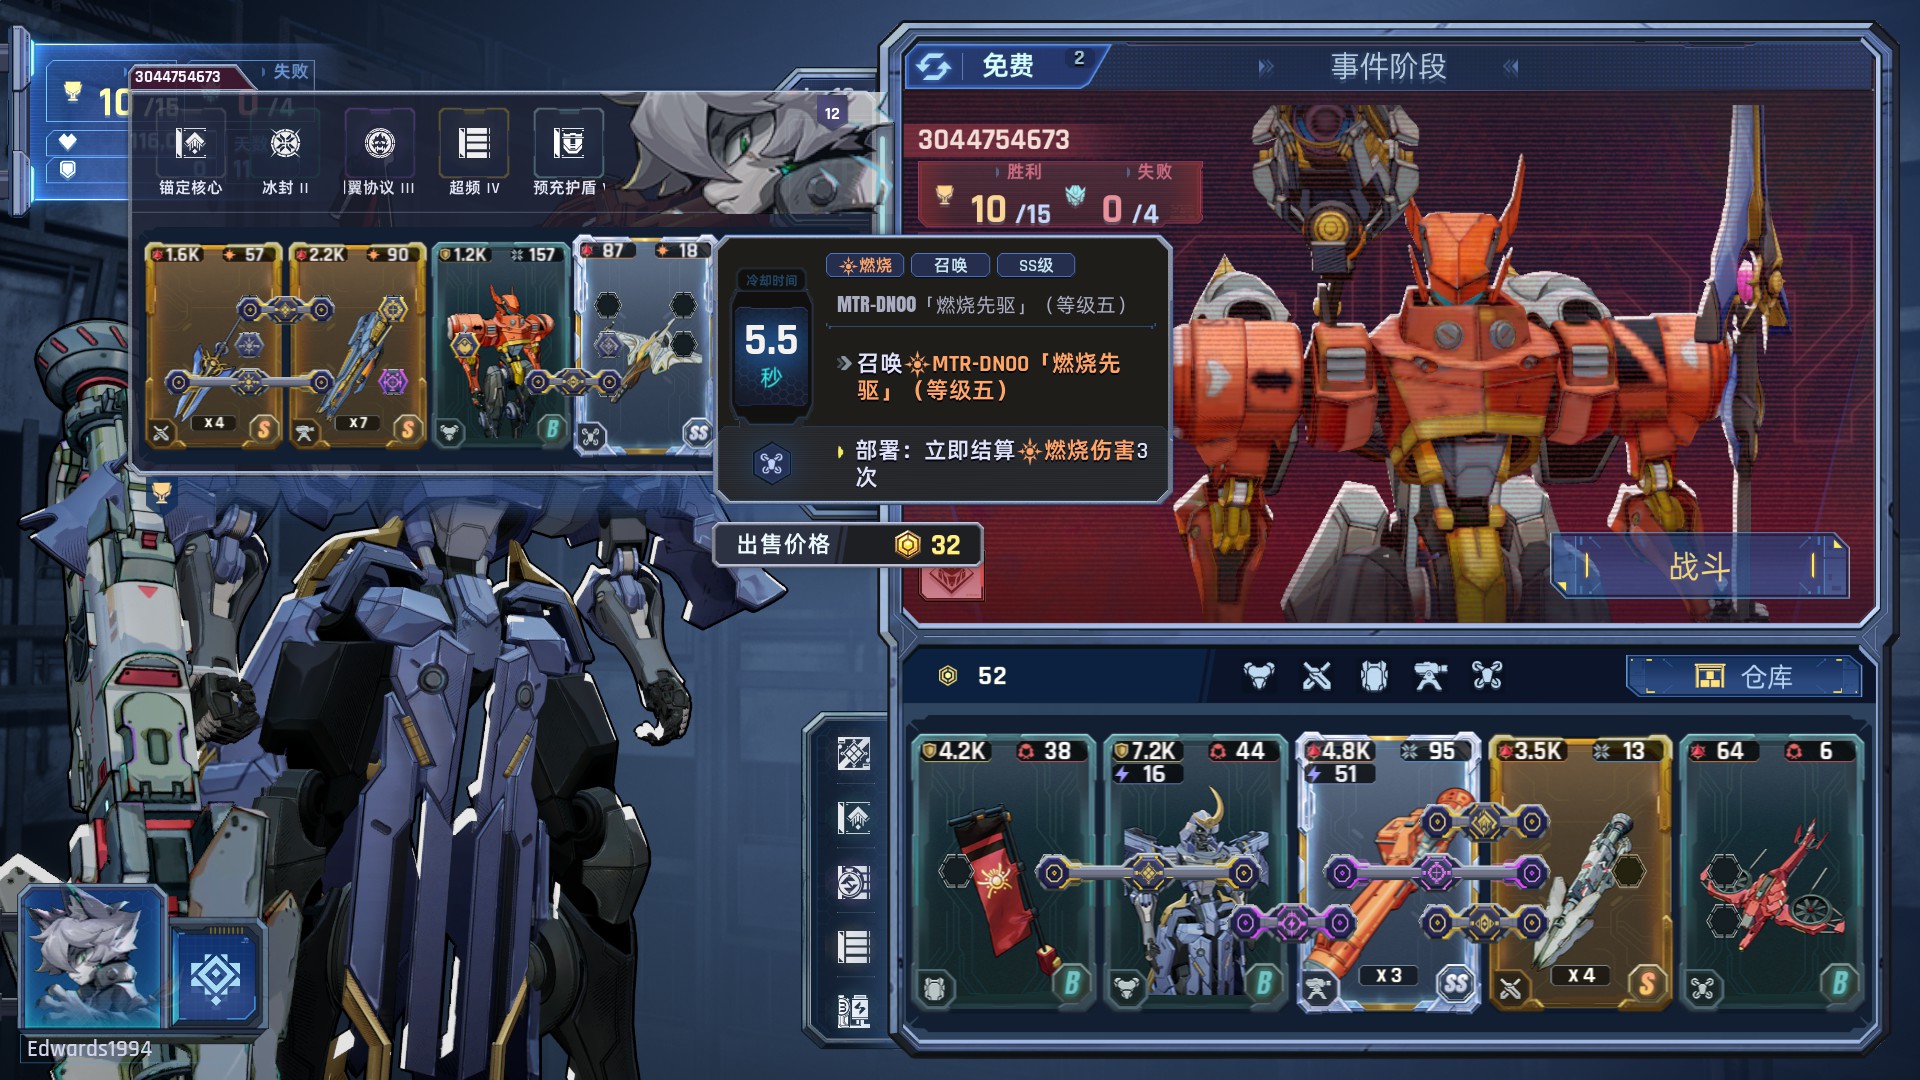 失败
3044754673
10 /15
0 /4
12
锚定核心
冰封 II
翼协议 III
超频 IV
预充护盾
1.6K
57
2.2K
90
1.2K
157
87
18
x4
S
x7
S
B
SS
冷却时间
5.5
秒
燃烧
召唤
SS级
MTR-DN00「燃烧先驱」（等级五）
召唤 MTR-DN00「燃烧先
驱」（等级五）
部署：立即结算 燃烧伤害3
次
出售价格
32
免费
2
事件阶段
3044754673
胜利
失败
10 /15
0 /4
战斗
52
仓库
4.2K
38
7.2K
44
16
4.8K
95
51
3.5K
13
64
6
B
B
x3
SS
x4
S
B
Edwards1994